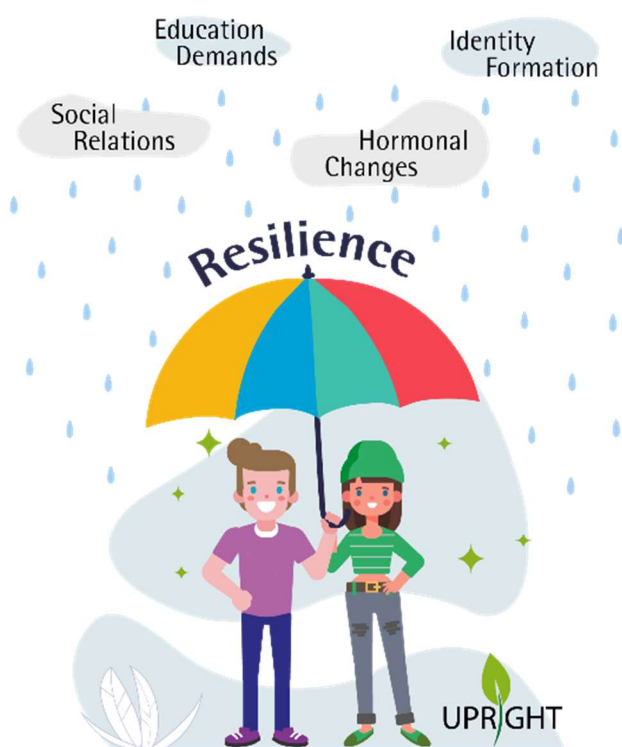 Education
Demands
Identity
Formation
Social
Relations
Hormonal
Changes
Resilience
UPRIGHT